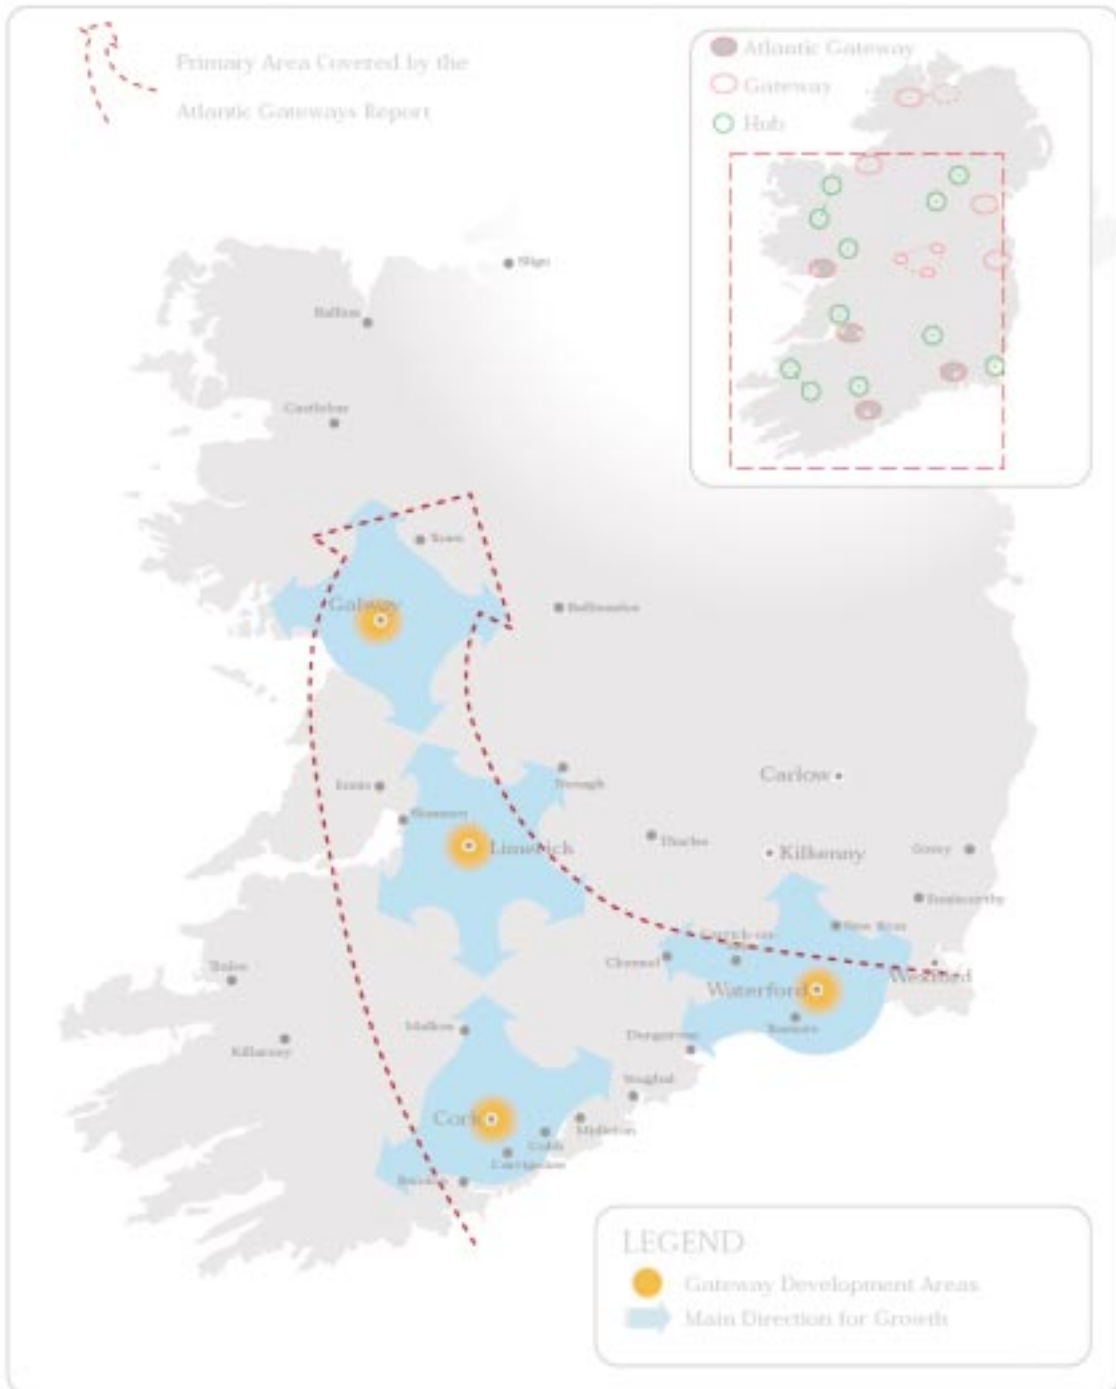 Primary Area Covered by the
Atlantic Gateways Report
Atlantic Gateway
Gateway
Hub
Sligo
Ballina
Castlebar
Tuam
Galway
Ballinasloe
Ennis
Shannon
Nenagh
Limerick
Thurles
Carlow
Kilkenny
Gorey
Enniscorthy
New Ross
Carrick-on-
Clonmel
Wexford
Waterford
Tramore
Dungarvan
Tralee
Killarney
Mallow
Youghal
Cork
Midleton
Cobh
Carrigaline
LEGEND
Gateway Development Areas
Main Direction for Growth